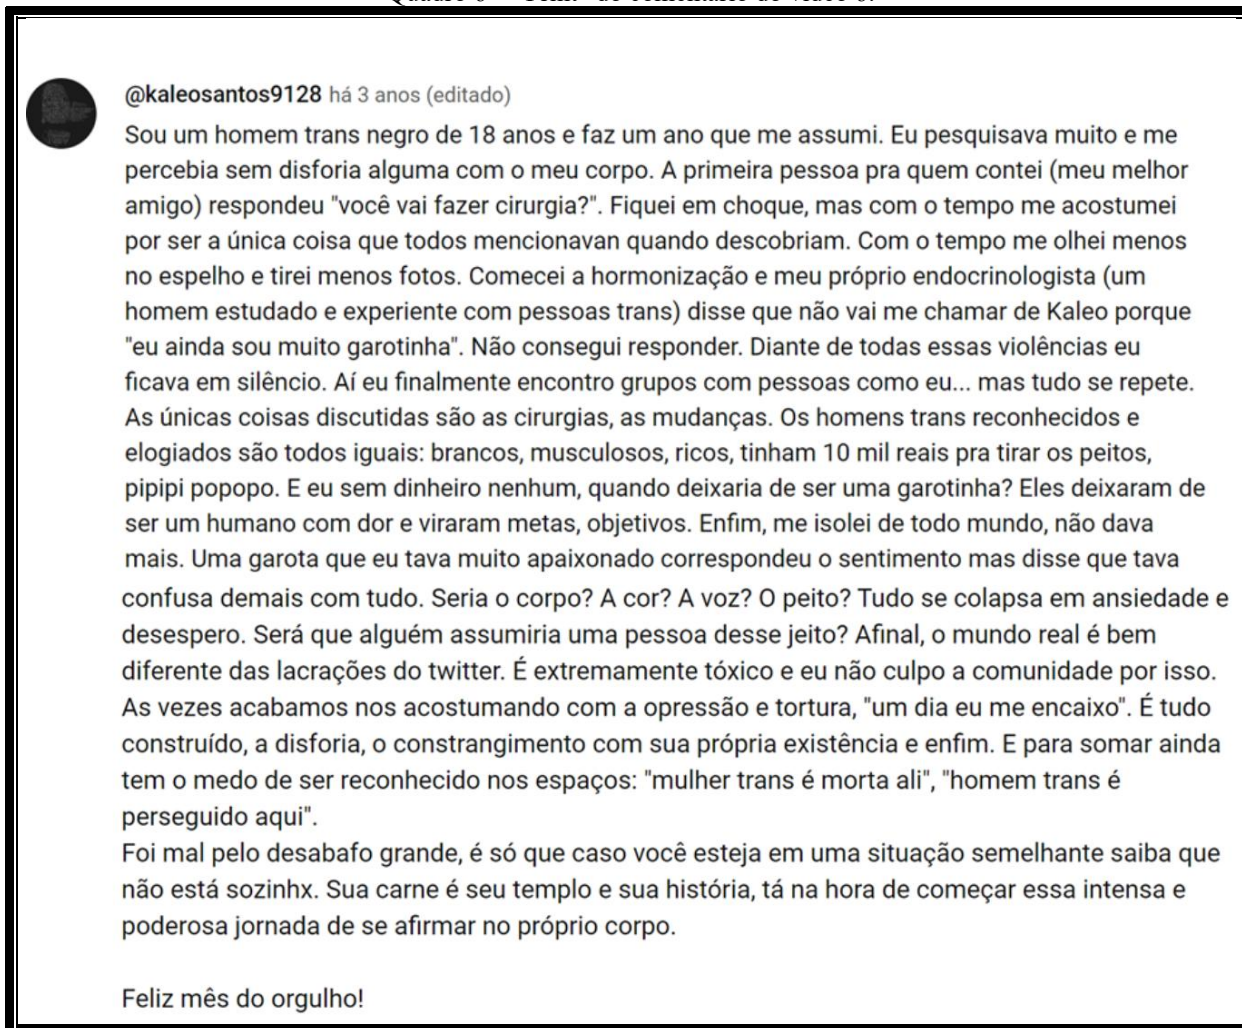 @kaleosantos9128 há 3 anos (editado)
Sou um homem trans negro de 18 anos e faz um ano que me assumi. Eu pesquisava muito e me
percebia sem disforia alguma com o meu corpo. A primeira pessoa pra quem contei (meu melhor
amigo) respondeu "você vai fazer cirurgia?". Fiquei em choque, mas com o tempo me acostumei
por ser a única coisa que todos mencionavan quando descobriam. Com o tempo me olhei menos
no espelho e tirei menos fotos. Comecei a hormonização e meu próprio endocrinologista (um
homem estudado e experiente com pessoas trans) disse que não vai me chamar de Kaleo porque
"eu ainda sou muito garotinha". Não consegui responder. Diante de todas essas violências eu
ficava em silêncio. Aí eu finalmente encontro grupos com pessoas como eu... mas tudo se repete.
As únicas coisas discutidas são as cirurgias, as mudanças. Os homens trans reconhecidos e
elogiados são todos iguais: brancos, musculosos, ricos, tinham 10 mil reais pra tirar os peitos,
pipipi popopo. E eu sem dinheiro nenhum, quando deixaria de ser uma garotinha? Eles deixaram de
ser um humano com dor e viraram metas, objetivos. Enfim, me isolei de todo mundo, não dava
mais. Uma garota que eu tava muito apaixonado correspondeu o sentimento mas disse que tava
confusa demais com tudo. Seria o corpo? A cor? A voz? O peito? Tudo se colapsa em ansiedade e
desespero. Será que alguém assumiria uma pessoa desse jeito? Afinal, o mundo real é bem
diferente das lacrações do twitter. É extremamente tóxico e eu não culpo a comunidade por isso.
As vezes acabamos nos acostumando com a opressão e tortura, "um dia eu me encaixo". É tudo
construído, a disforia, o constrangimento com sua própria existência e enfim. E para somar ainda
tem o medo de ser reconhecido nos espaços: "mulher trans é morta ali", "homem trans é
perseguido aqui".
Foi mal pelo desabafo grande, é só que caso você esteja em uma situação semelhante saiba que
não está sozinhx. Sua carne é seu templo e sua história, tá na hora de começar essa intensa e
poderosa jornada de se afirmar no próprio corpo.
Feliz mês do orgulho!